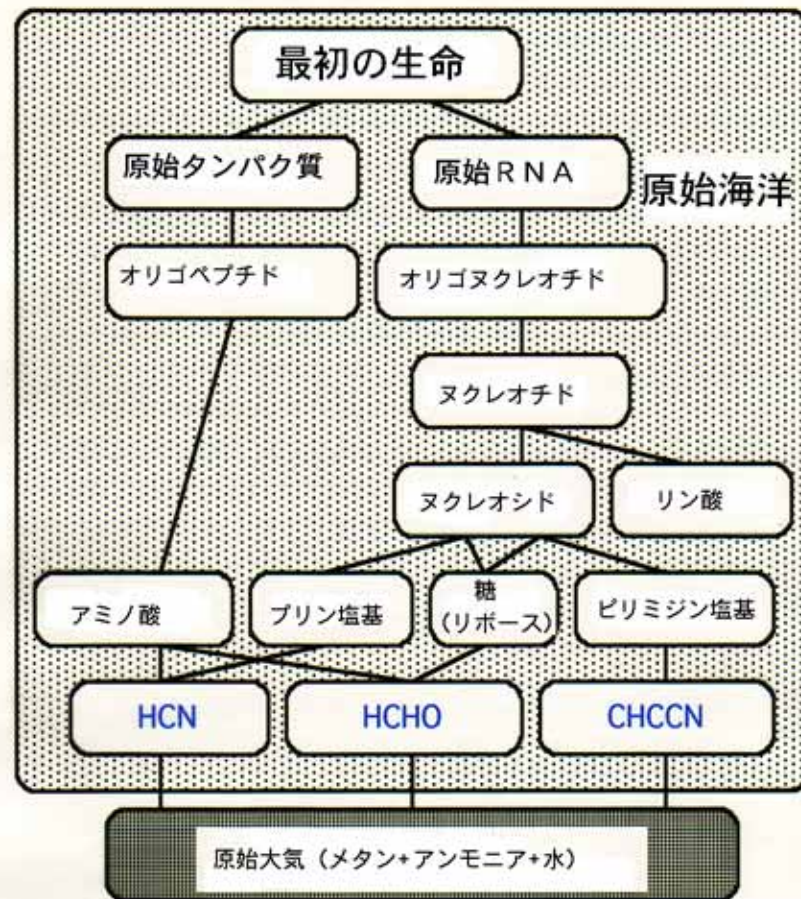 最初の生命
原始タンパク質
原始RNA
原始海洋
オリゴペプチド
オリゴヌクレオチド
ヌクレオチド
ヌクレオシド
リン酸
アミノ酸
プリン塩基
糖
(リボース)
ピリミジン塩基
HCN
HCHO
CHCCN
原始大気(メタン+アンモニア+水)